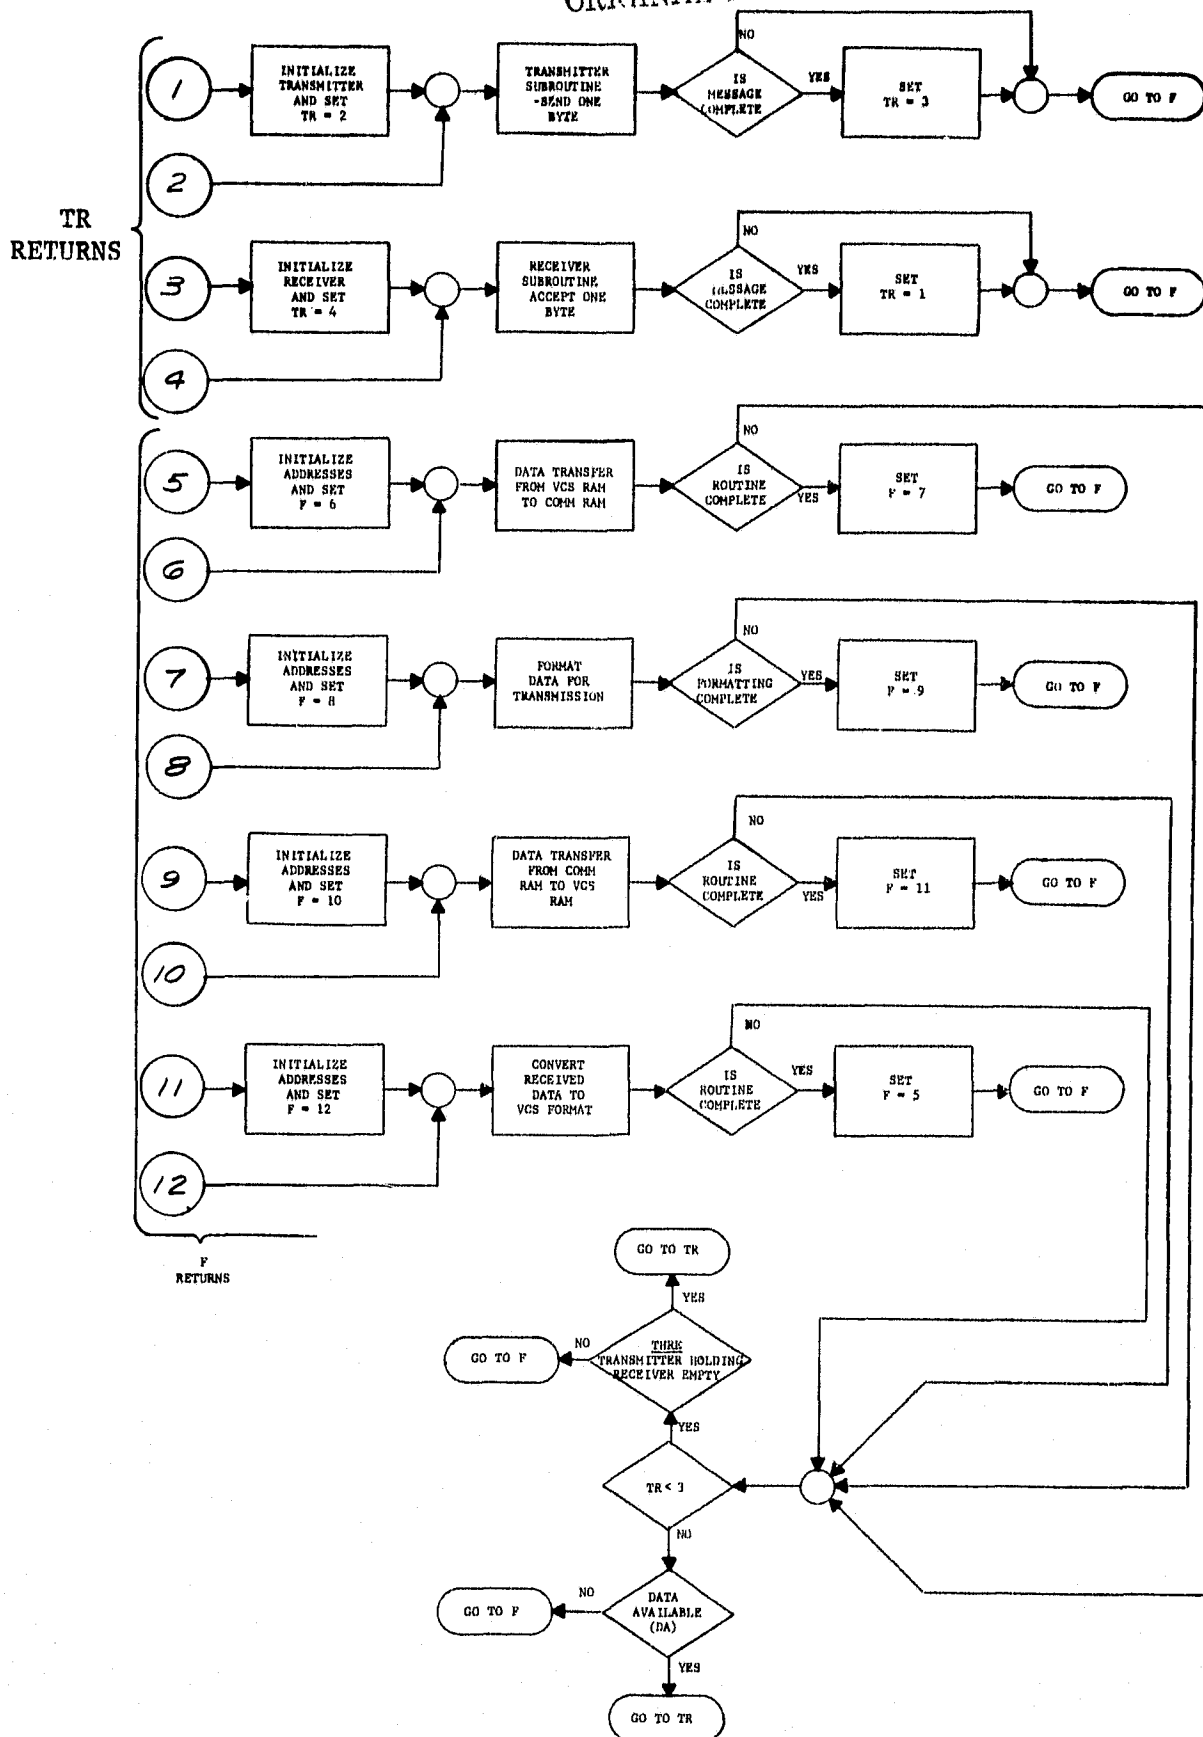 1
INITIALIZE
TRANSMITTER
AND SET
TR = 2
TRANSMITTER
SUBROUTINE
-SEND ONE
BYTE
NO
IS
MESSAGE
COMPLETE
YES
SET
TR = 3
GO TO F
2
TR
RETURNS
3
INITIALIZE
RECEIVER
AND SET
TR = 4
RECEIVER
SUBROUTINE
ACCEPT ONE
BYTE
NO
IS
MESSAGE
COMPLETE
YES
SET
TR = 1
GO TO F
4
5
INITIALIZE
ADDRESSES
AND SET
F = 6
DATA TRANSFER
FROM VCS RAM
TO COMM RAM
NO
IS
ROUTINE
COMPLETE
YES
SET
F = 7
GO TO F
6
7
INITIALIZE
ADDRESSES
AND SET
F = 8
FORMAT
DATA FOR
TRANSMISSION
NO
IS
FORMATTING
COMPLETE
YES
SET
F = 9
GO TO F
8
9
INITIALIZE
ADDRESSES
AND SET
F = 10
DATA TRANSFER
FROM COMM
RAM TO VCS
RAM
NO
IS
ROUTINE
COMPLETE
YES
SET
F = 11
GO TO F
10
11
INITIALIZE
ADDRESSES
AND SET
F = 12
CONVERT
RECEIVED
DATA TO
VCS FORMAT
NO
IS
ROUTINE
COMPLETE
YES
SET
F = 5
GO TO F
12
F
RETURNS
GO TO TR
YES
THRE
TRANSMITTER HOLDING
RECEIVER EMPTY
NO
GO TO F
YES
TR < 3
NO
DATA
AVAILABLE
(DA)
NO
GO TO F
YES
GO TO TR